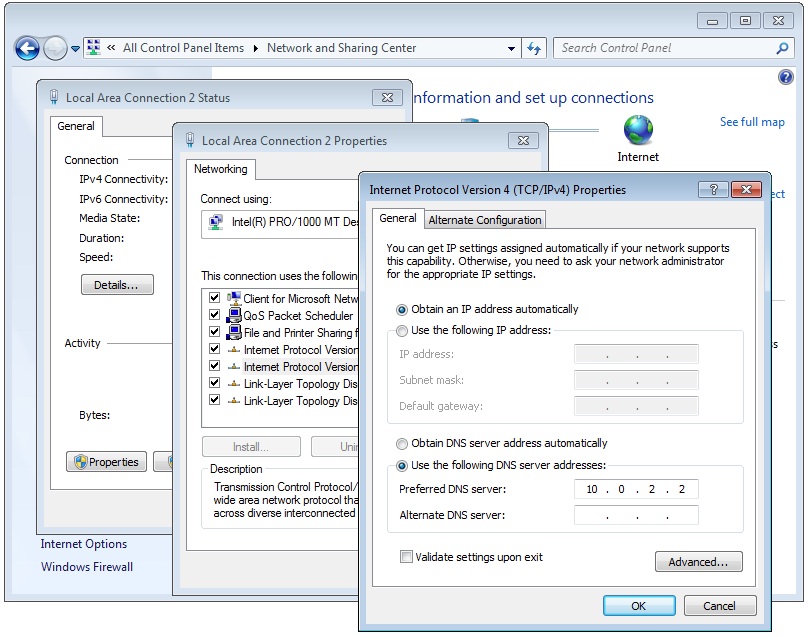 « All Control Panel Items ▸ Network and Sharing Center
Search Control Panel
nformation and set up connections
See full map
Internet
Internet Options
Windows Firewall
Local Area Connection 2 Status
General
Connection
IPv4 Connectivity:
IPv6 Connectivity:
Media State:
Duration:
Speed:
Details...
Activity
Bytes:
Properties
Local Area Connection 2 Properties
Networking
Connect using:
Intel(R) PRO/1000 MT Des
This connection uses the followin
Client for Microsoft Netw
QoS Packet Scheduler
File and Printer Sharing f
Internet Protocol Version
Internet Protocol Version
Link-Layer Topology Dis
Link-Layer Topology Dis
Install...
Unin
Description
Transmission Control Protocol/
wide area network protocol tha
across diverse interconnected
Internet Protocol Version 4 (TCP/IPv4) Properties
General
Alternate Configuration
You can get IP settings assigned automatically if your network supports
this capability. Otherwise, you need to ask your network administrator
for the appropriate IP settings.
Obtain an IP address automatically
Use the following IP address:
IP address: . . .
Subnet mask: . . .
Default gateway: . . .
Obtain DNS server address automatically
Use the following DNS server addresses:
Preferred DNS server: 10 . 0 . 2 . 2
Alternate DNS server: . . .
Validate settings upon exit
Advanced...
OK
Cancel